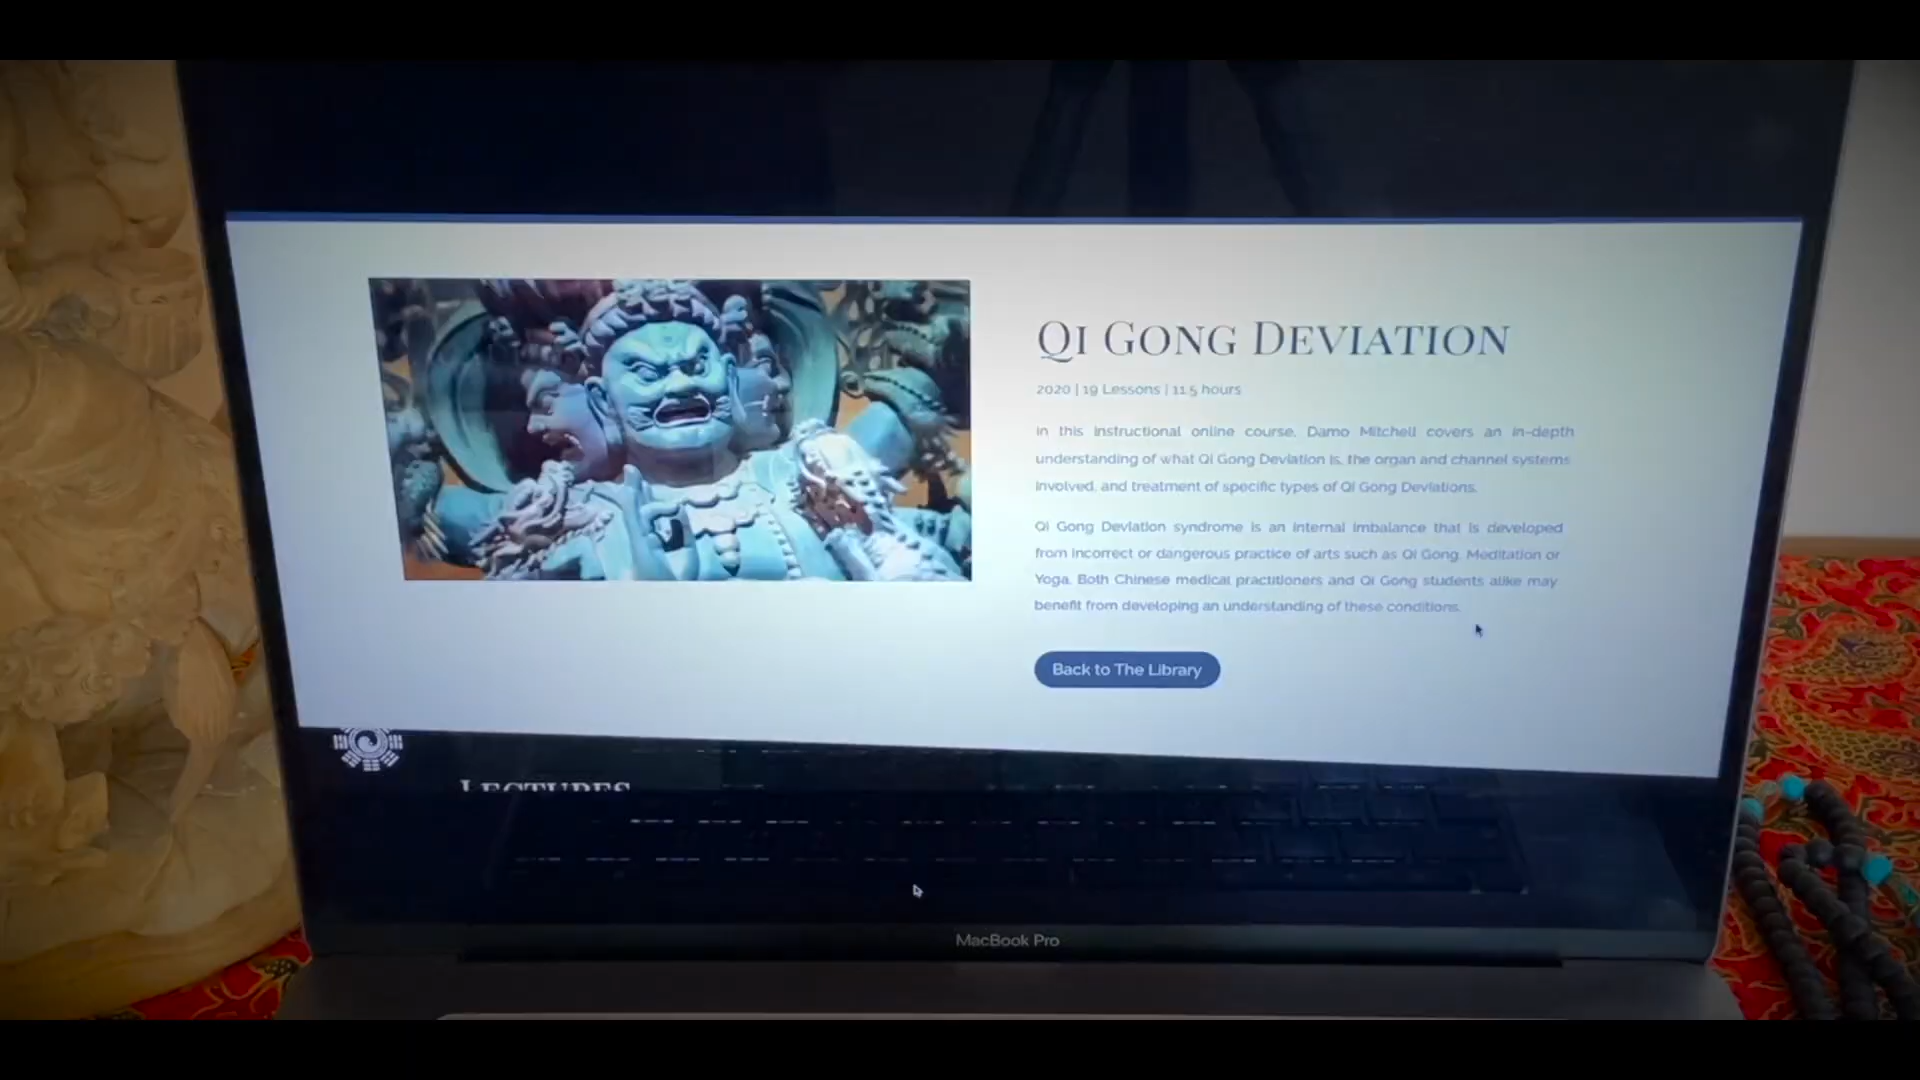 QI GONG DEVIATION
2020 | 19 Lessons | 11.5 hours
In this instructional online course, Damo Mitchell covers an in-depth
understanding of what Qi Gong Deviation is, the organ and channel systems
involved, and treatment of specific types of Qi Gong Deviations.
Qi Gong Deviation syndrome is an internal imbalance that is developed
from incorrect or dangerous practice of arts such as Qi Gong, Meditation or
Yoga. Both Chinese medical practitioners and Qi Gong students alike may
benefit from developing an understanding of these conditions.
Back to The Library
LECTURES
MacBook Pro